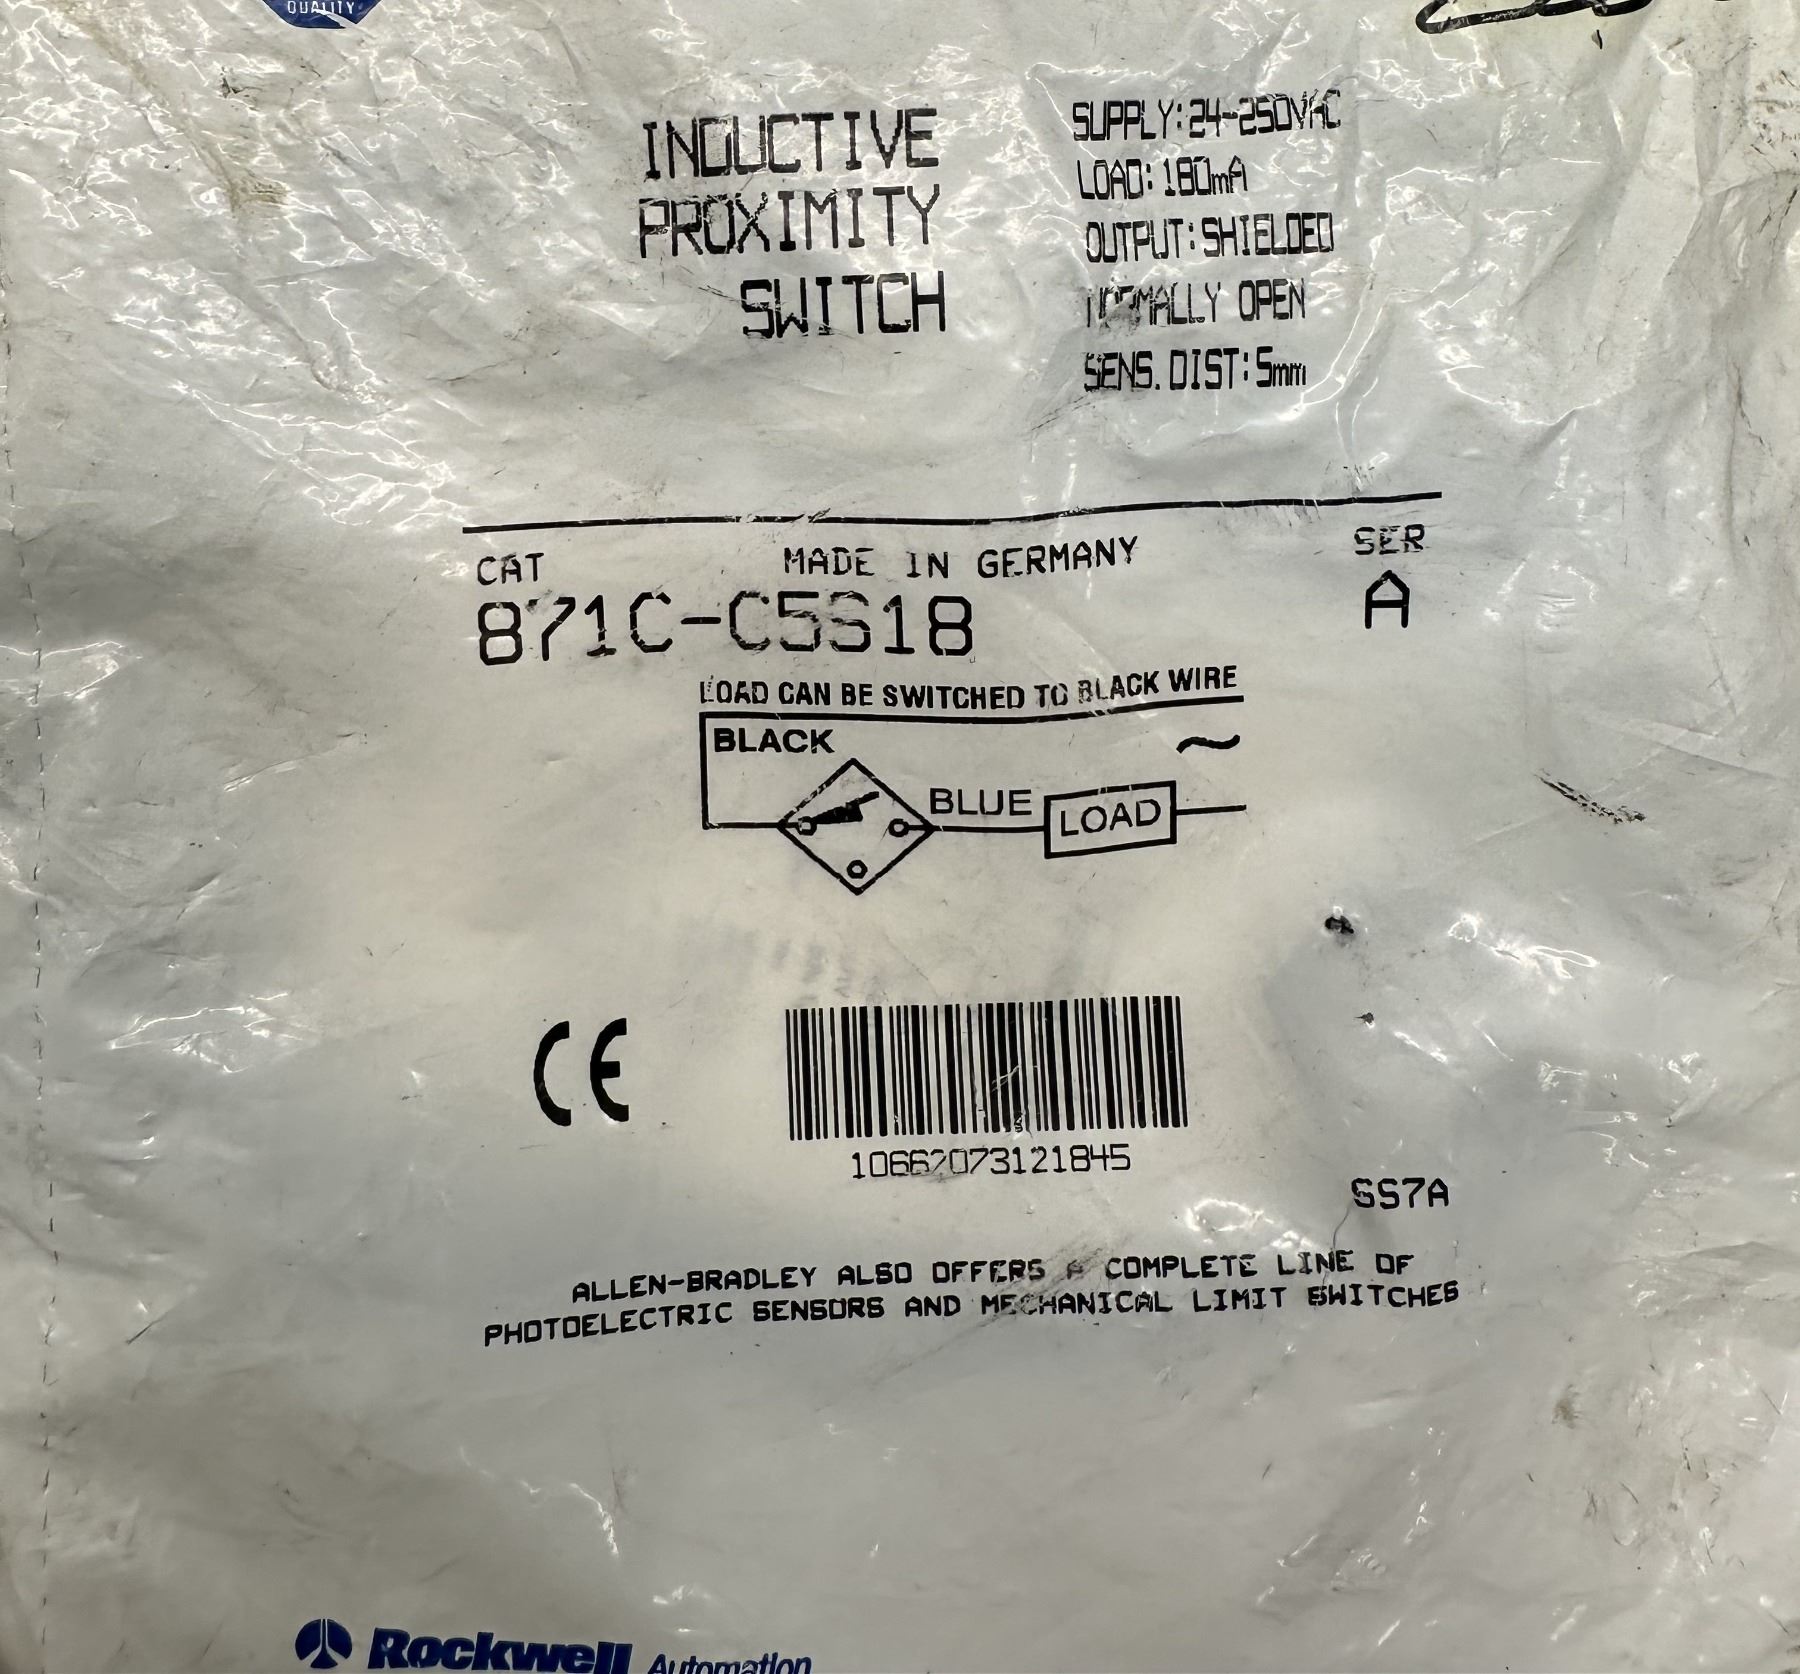 QUALITY
INDUCTIVE
PROXIMITY
SWITCH
SUPPLY: 24-250VAC
LOAD: 180mA
OUTPUT: SHIELDED
NORMALLY OPEN
SENS. DIST: 5mm
CAT
MADE IN GERMANY
SER
871C-C5S18
A
LOAD CAN BE SWITCHED TO BLACK WIRE
BLACK
~
BLUE
LOAD
CE
10662073121845
SS7A
ALLEN-BRADLEY ALSO OFFERS A COMPLETE LINE OF
PHOTOELECTRIC SENSORS AND MECHANICAL LIMIT SWITCHES
Rockwell Automation